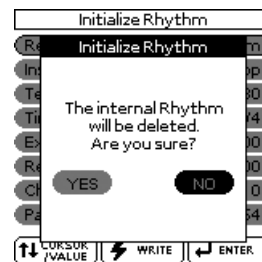 Initialize Rhythm
Initialize Rhythm
The internal Rhythm
will be deleted.
Are you sure?
YES NO
CURSOR
/VALUE WRITE ENTER